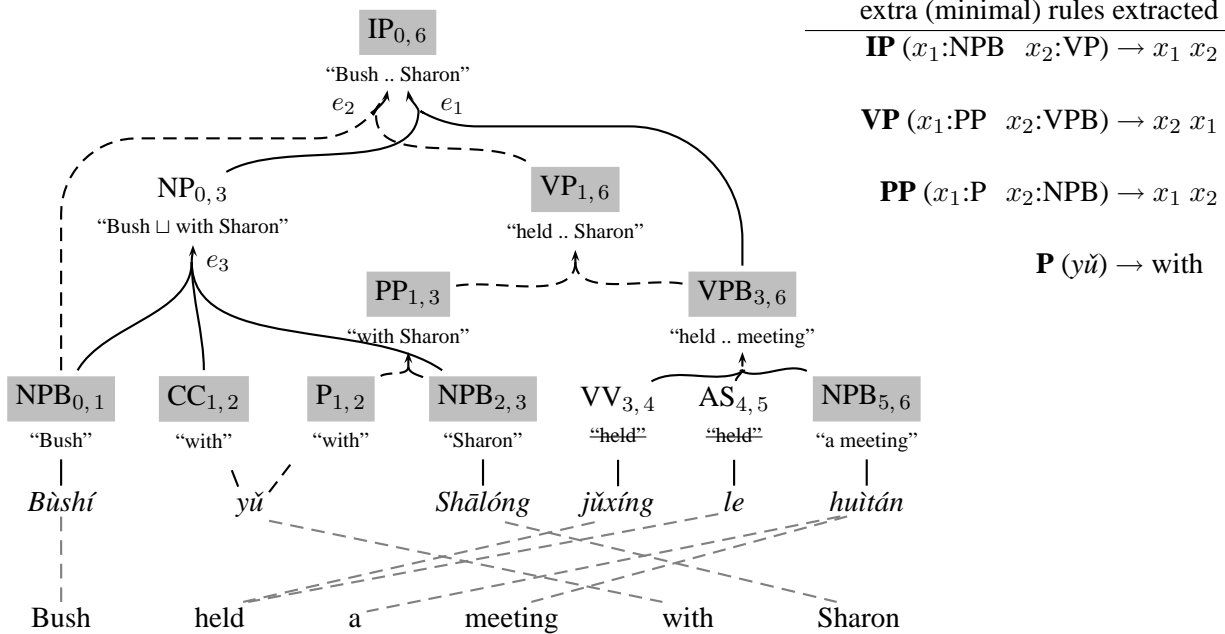 extra (minimal) rules extracted
IP (x₁:NPB x₂:VP) → x₁ x₂
VP (x₁:PP x₂:VPB) → x₂ x₁
PP (x₁:P x₂:NPB) → x₁ x₂
P (yǔ) → with
IP₀,₆
“Bush .. Sharon”
e₂ e₁
NP₀,₃ VP₁,₆
“Bush ⊔ with Sharon” “held .. Sharon”
e₃
PP₁,₃ VPB₃,₆
“with Sharon” “held .. meeting”
NPB₀,₁ CC₁,₂ P₁,₂ NPB₂,₃ VV₃,₄ AS₄,₅ NPB₅,₆
“Bush” “with” “with” “Sharon” “held” “held” “a meeting”
Bùshí yǔ Shālóng jǔxíng le huìtán
Bush held a meeting with Sharon